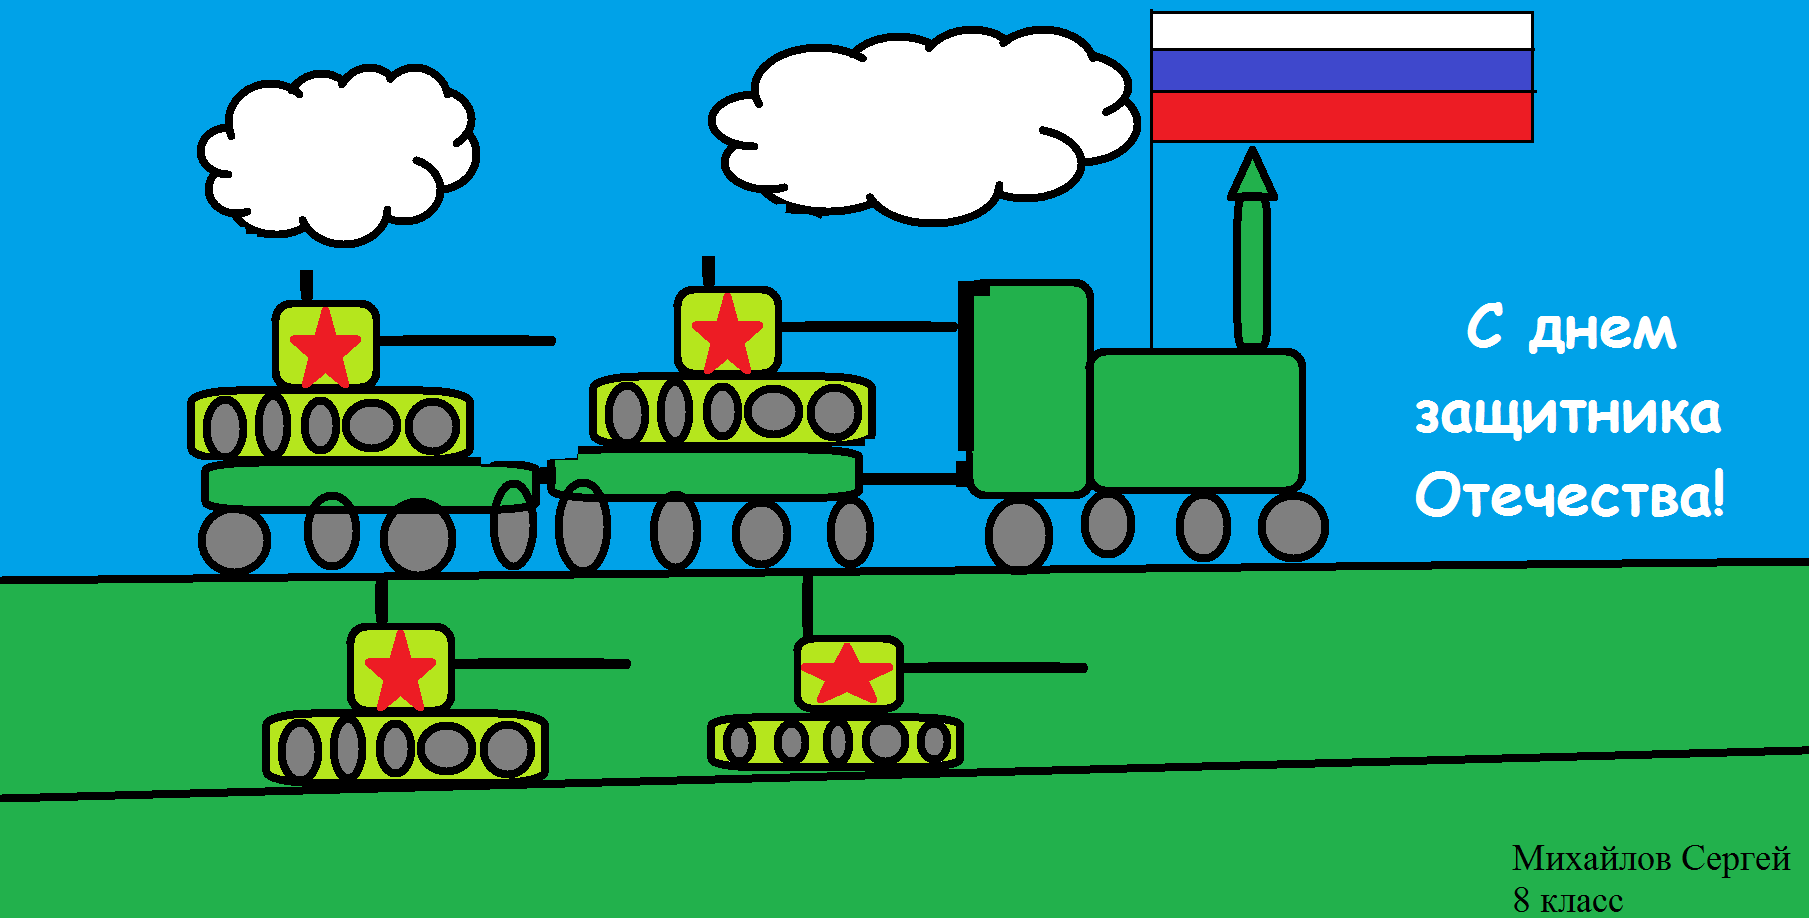 С днем
защитника
Отечества!
Михайлов Сергей
8 класс